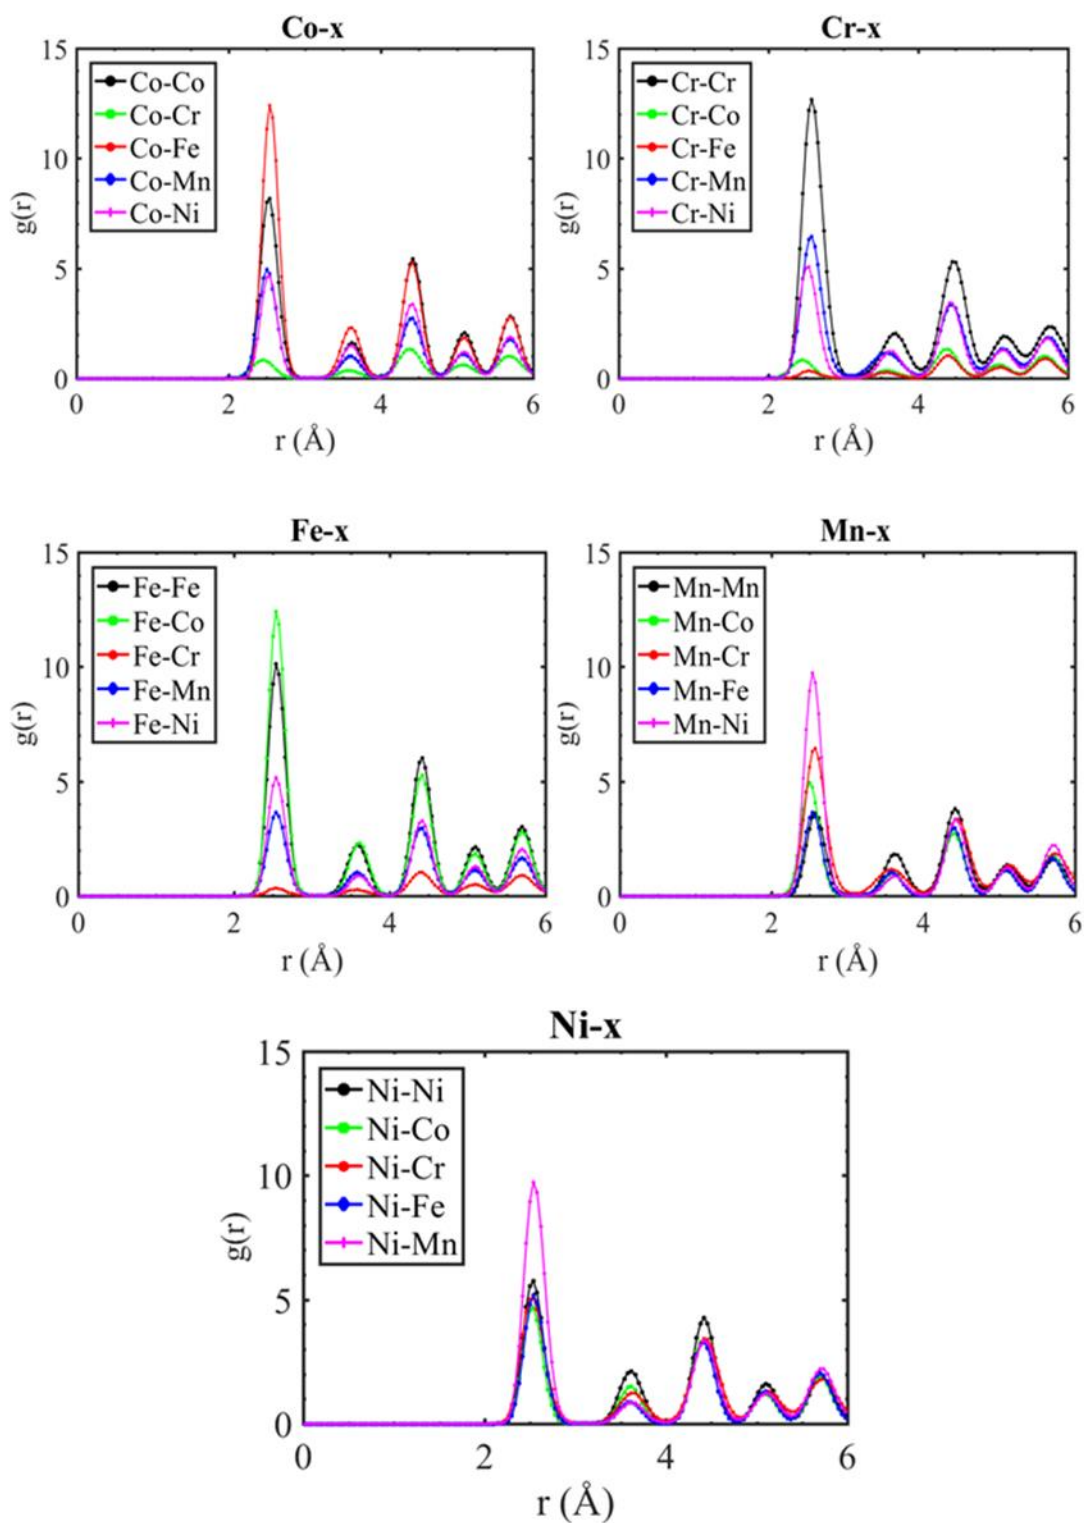 Co-x
15
10
5
0
g(r)
Co-Co
Co-Cr
Co-Fe
Co-Mn
Co-Ni
0 2 4 6
r (Å)
Cr-x
15
10
5
0
g(r)
Cr-Cr
Cr-Co
Cr-Fe
Cr-Mn
Cr-Ni
0 2 4 6
r (Å)
Fe-x
15
10
5
0
g(r)
Fe-Fe
Fe-Co
Fe-Cr
Fe-Mn
Fe-Ni
0 2 4 6
r (Å)
Mn-x
15
10
5
0
g(r)
Mn-Mn
Mn-Co
Mn-Cr
Mn-Fe
Mn-Ni
0 2 4 6
r (Å)
Ni-x
15
10
5
0
g(r)
Ni-Ni
Ni-Co
Ni-Cr
Ni-Fe
Ni-Mn
0 2 4 6
r (Å)